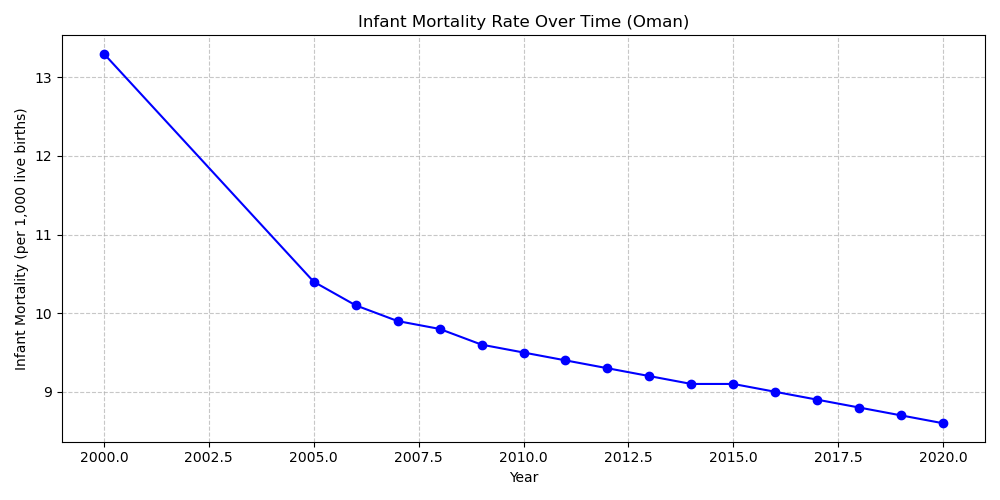 Infant Mortality Rate Over Time (Oman)
Infant Mortality (per 1,000 live births)
13
12
11
10
9
2000.0 2002.5 2005.0 2007.5 2010.0 2012.5 2015.0 2017.5 2020.0
Year